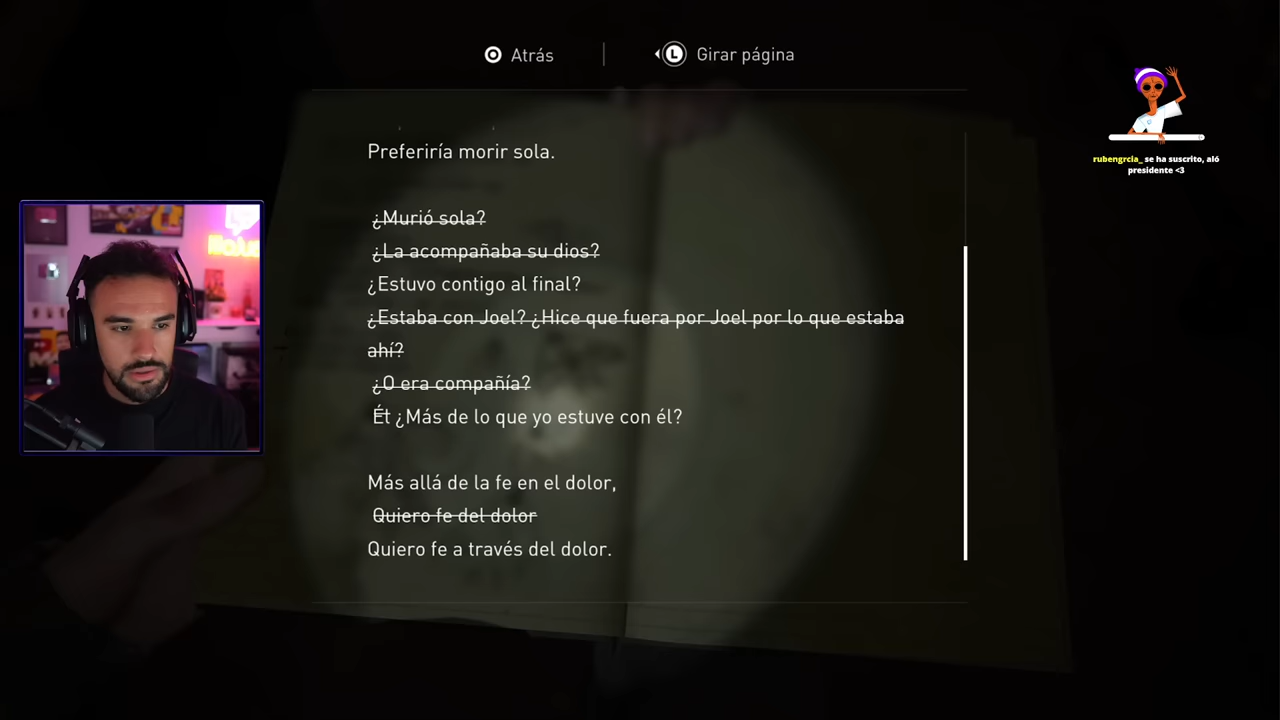 Atrás
L Girar página
Preferiría morir sola.
¿Murió sola?
¿La acompañaba su dios?
¿Estuvo contigo al final?
¿Estaba con Joel? ¿Hice que fuera por Joel por lo que estaba
ahí?
¿O era compañía?
Él ¿Más de lo que yo estuve con él?
Más allá de la fe en el dolor,
Quiero fe del dolor
Quiero fe a través del dolor.
rubengrcia_ se ha suscrito, aló
presidente <3